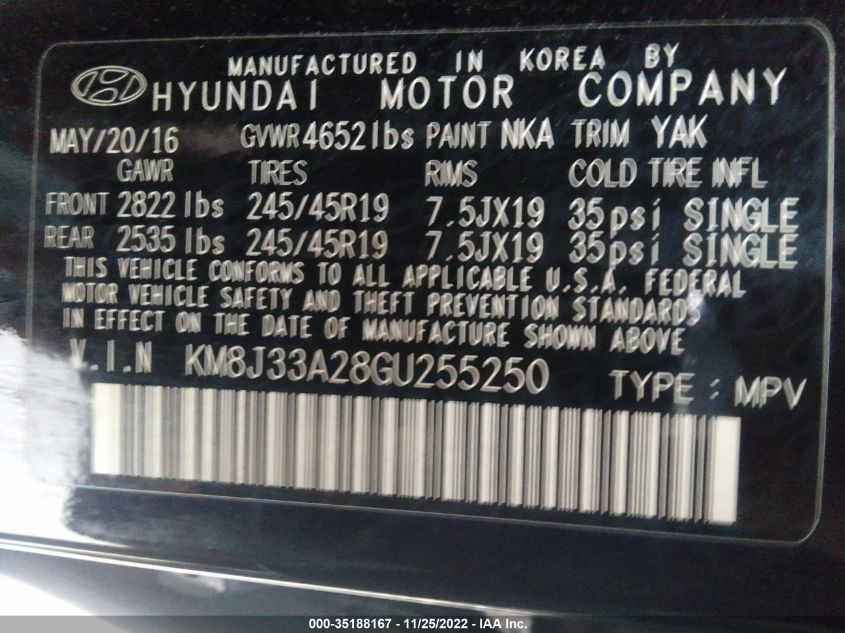 MANUFACTURED IN KOREA BY
HYUNDAI MOTOR COMPANY
MAY/20/16 GVWR 4652 lbs PAINT NKA TRIM YAK
GAWR TIRES RIMS COLD TIRE INFL
FRONT 2822 lbs 245/45R19 7.5JX19 35psi SINGLE
REAR 2535 lbs 245/45R19 7.5JX19 35psi SINGLE
THIS VEHICLE CONFORMS TO ALL APPLICABLE U.S.A. FEDERAL
MOTOR VEHICLE SAFETY AND THEFT PREVENTION STANDARDS
IN EFFECT ON THE DATE OF MANUFACTURE SHOWN ABOVE
V.I.N KM8J33A28GU255250 TYPE : MPV
000-35188167 - 11/25/2022 - IAA Inc.